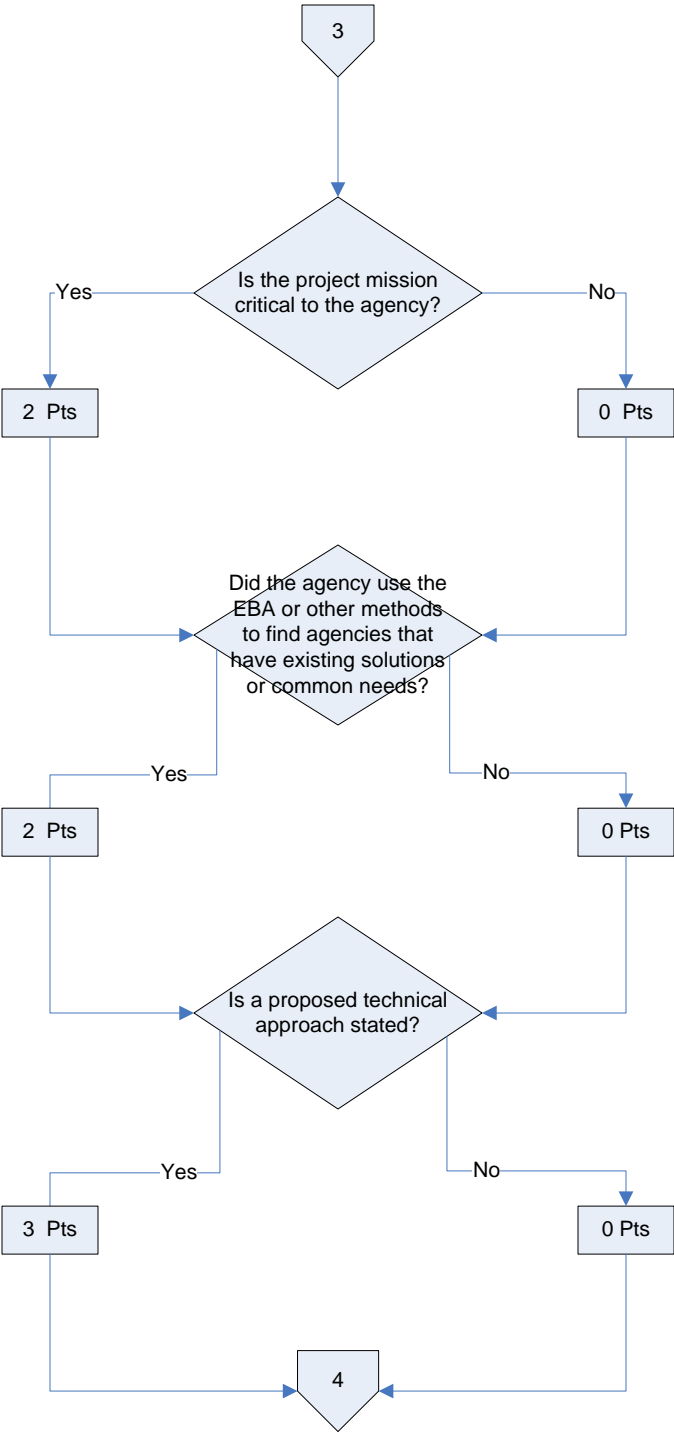 3
Is the project mission
critical to the agency?
Yes
No
2  Pts
0  Pts
Did the agency use the
EBA or other methods
to find agencies that
have existing solutions
or common needs?
Yes
No
2  Pts
0 Pts
Is a proposed technical
approach stated?
Yes
No
3  Pts
0 Pts
4